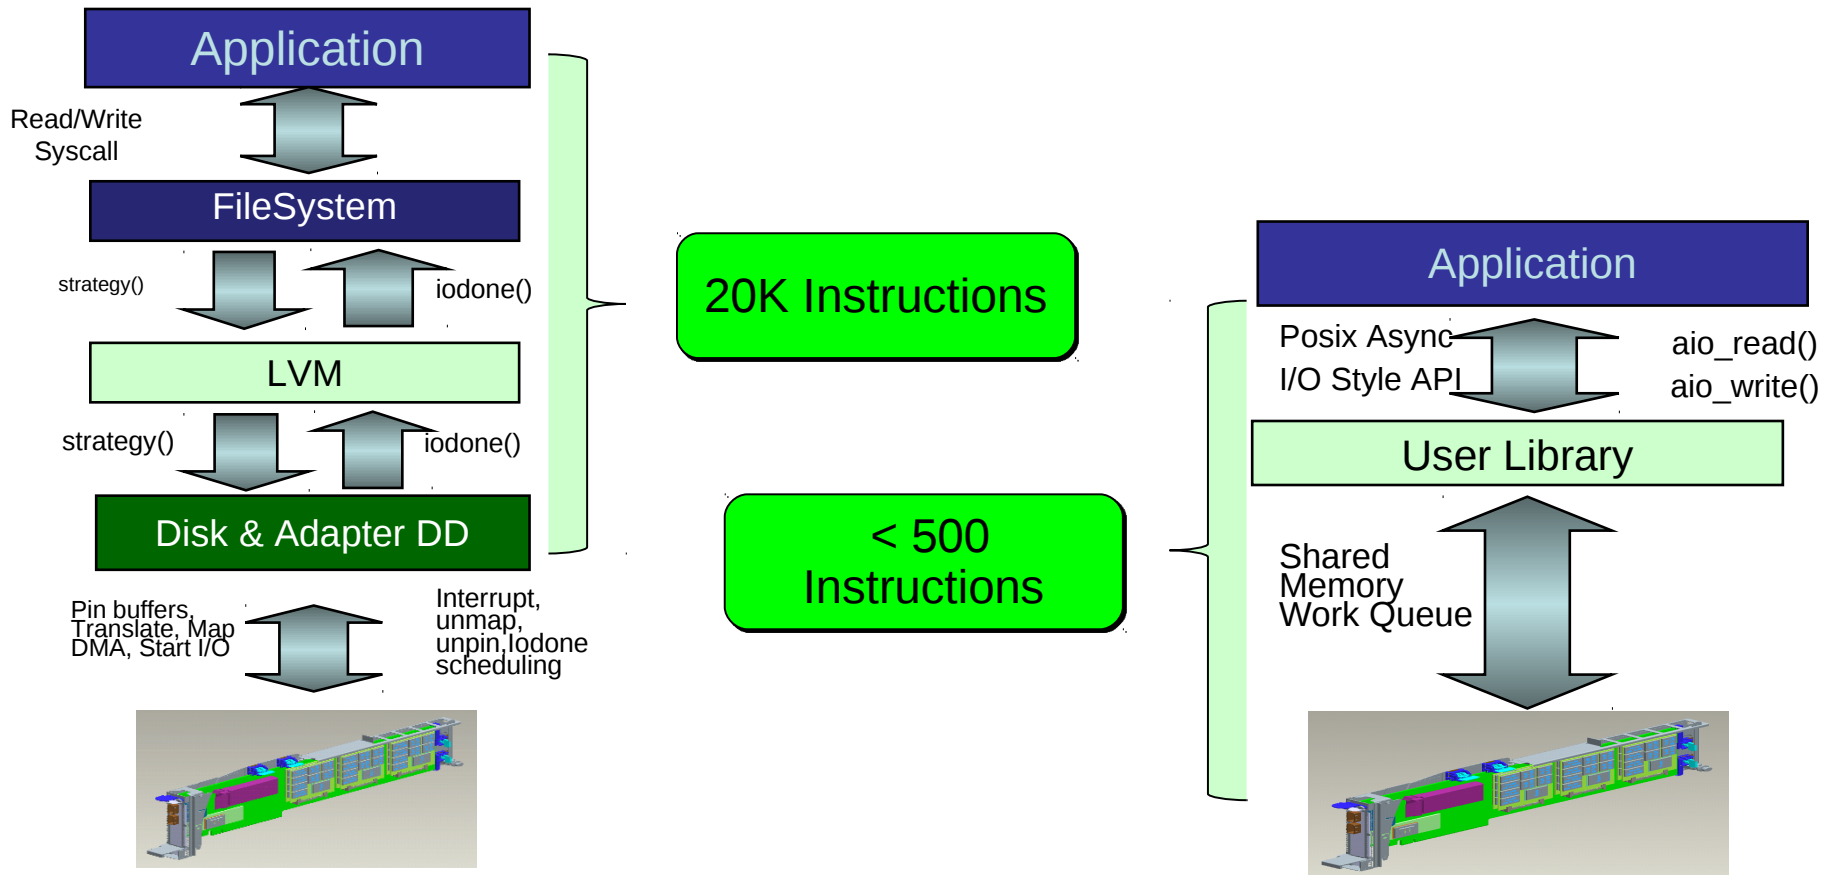 Application
Read/Write
Syscall
FileSystem
strategy()
iodone()
LVM
strategy()
iodone()
Disk & Adapter DD
Pin buffers,
Translate, Map
DMA, Start I/O
Interrupt,
unmap,
unpin,Iodone
scheduling
20K Instructions
< 500
Instructions
Application
Posix Async
I/O Style API
aio_read()
aio_write()
User Library
Shared
Memory
Work Queue